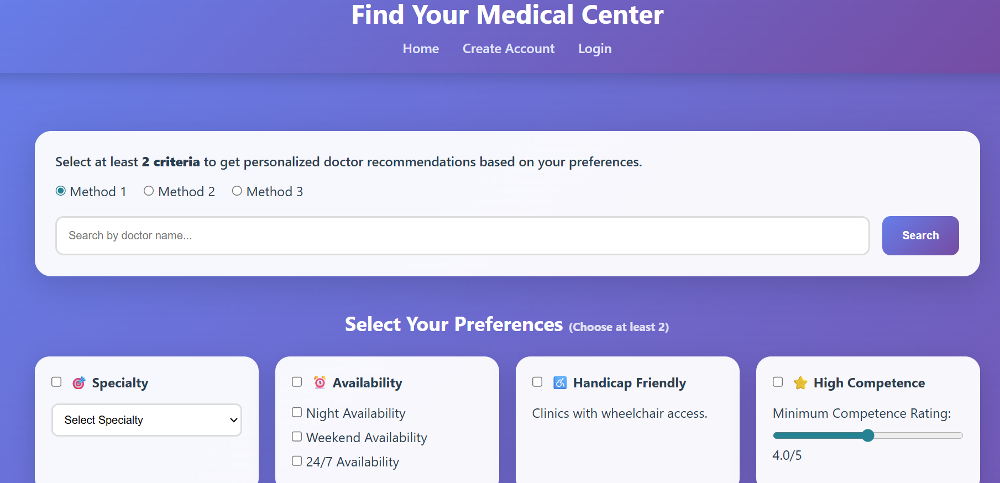 Find Your Medical Center
Home Create Account Login
Select at least 2 criteria to get personalized doctor recommendations based on your preferences.
Method 1 Method 2 Method 3
Search by doctor name...
Search
Select Your Preferences (Choose at least 2)
Specialty
Select Specialty
Availability
Night Availability
Weekend Availability
24/7 Availability
Handicap Friendly
Clinics with wheelchair access.
High Competence
Minimum Competence Rating:
4.0/5